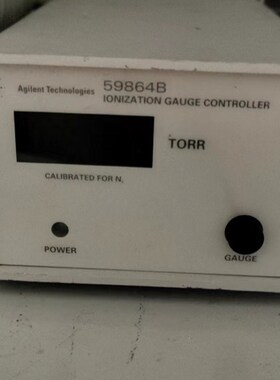 Agilent Technologies 59864B
IONIZATION GAUGE CONTROLLER
TORR
CALIBRATED FOR N₂
POWER
GAUGE